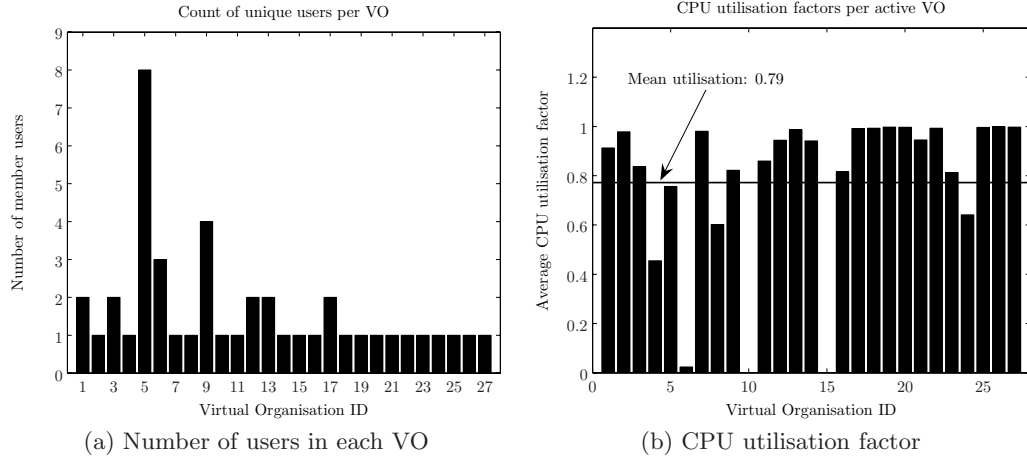 Count of unique users per VO
9
8
7
6
5
4
3
2
1
0
Number of member users
1 3 5 7 9 11 13 15 17 19 21 23 25 27
Virtual Organisation ID
(a) Number of users in each VO
CPU utilisation factors per active VO
Mean utilisation: 0.79
1.2
1
0.8
0.6
0.4
0.2
0
Average CPU utilisation factor
0 5 10 15 20 25
Virtual Organisation ID
(b) CPU utilisation factor